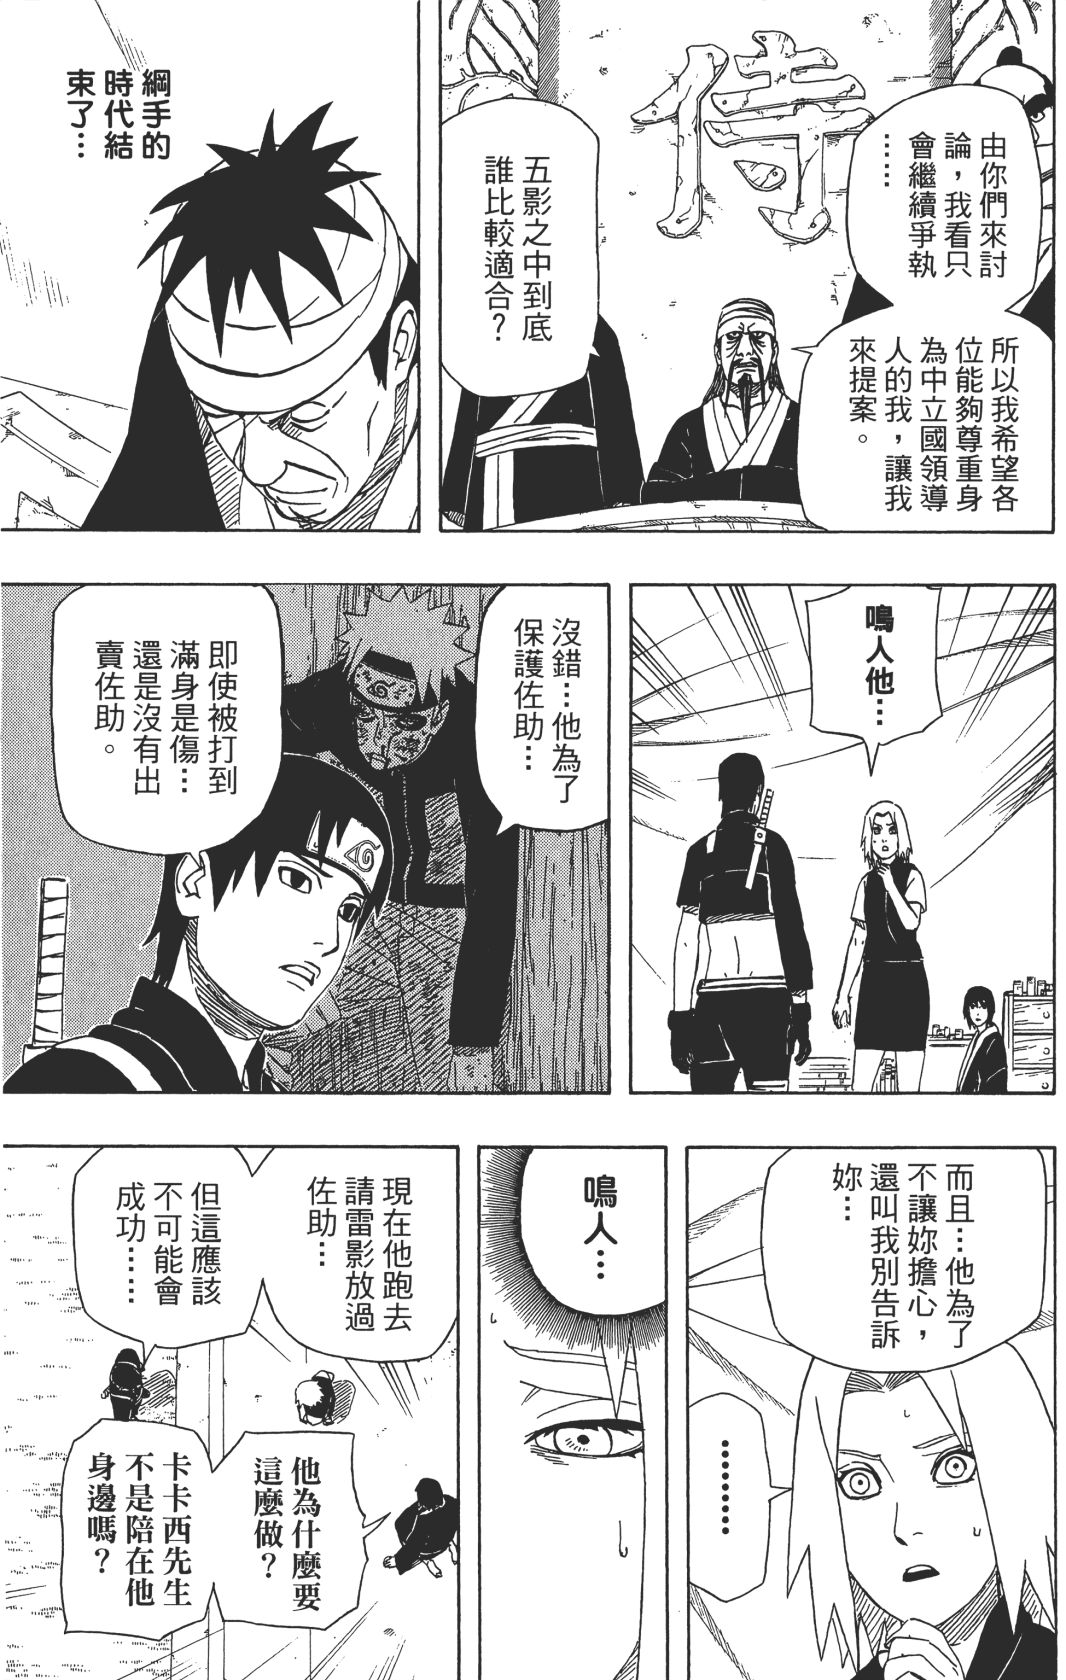 侍
由你們來討
論，我看只
會繼續爭執
……
所以我希望各
位能夠尊重身
為中立國領導
人的我，讓我
來提案。
五影之中到底
誰比較適合？
綱手的
時代結
束了…
鳴人他…
沒錯…他為了
保護佐助…
即使被打到
滿身是傷…
還是沒有出
賣佐助。
而且…他為了
不讓妳擔心，
還叫我別告訴
妳…
………
鳴人…
現在他跑去
請雷影放過
佐助…
但這應該
不可能會
成功……
他為什麼要
這麼做？
卡卡西先生
不是陪在他
身邊嗎？